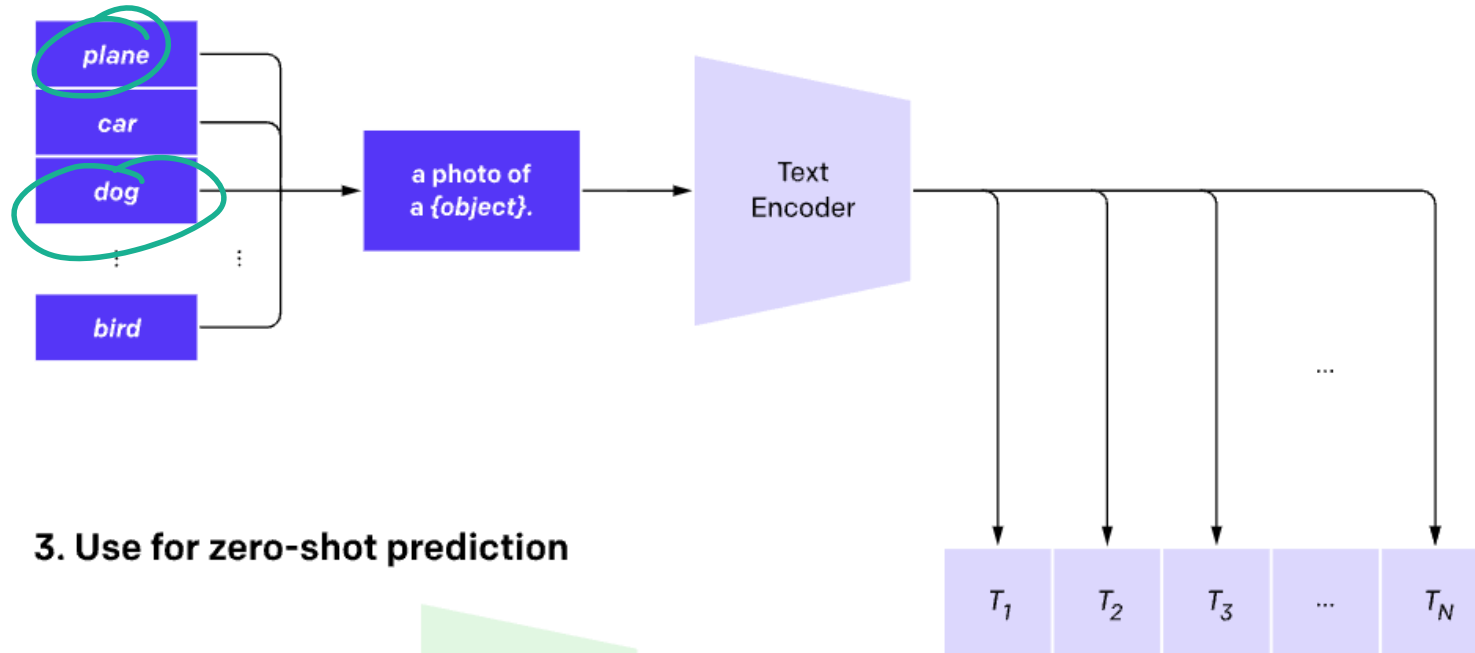 plane
car
dog
⋮ ⋮
bird
a photo of
a {object}.
Text
Encoder
...
3. Use for zero-shot prediction
T1 T2 T3 ... TN